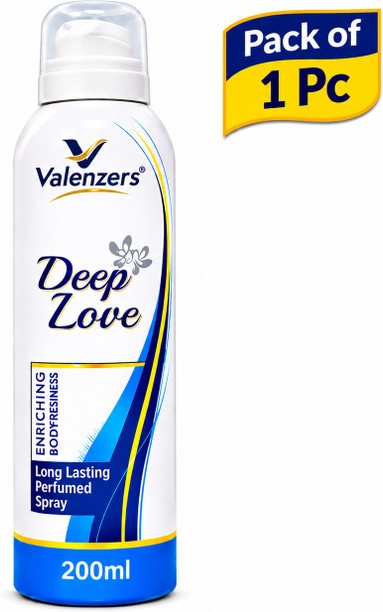 Pack of
1 Pc
Valenzers®
Deep
Love
ENRICHING
BODYFRESINESS
Long Lasting
Perfumed
Spray
200ml